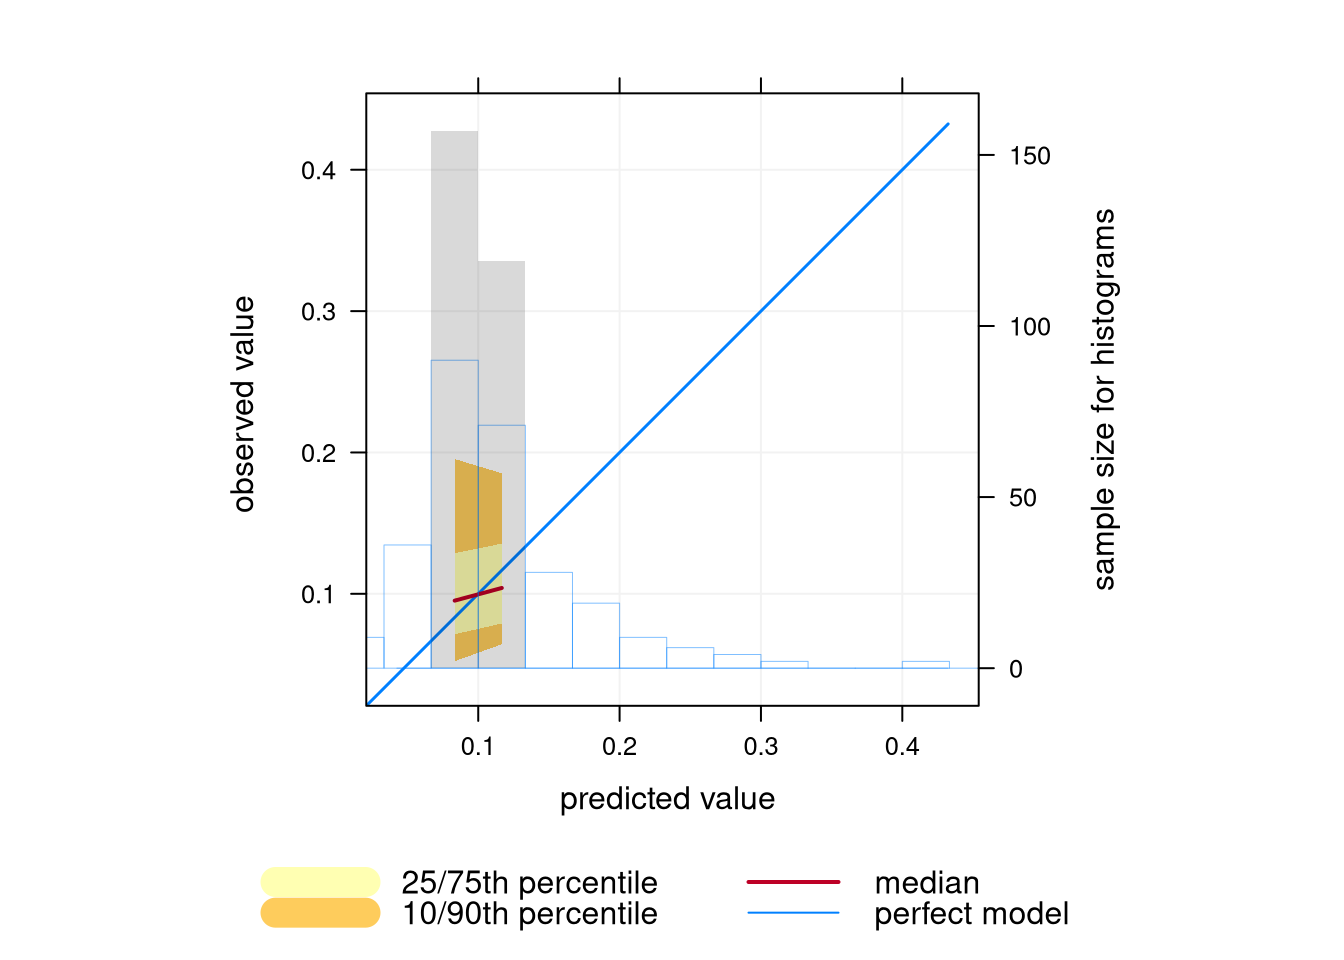 0.4
0.3
0.2
0.1
observed value
150
100
50
0
sample size for histograms
0.1 0.2 0.3 0.4
predicted value
25/75th percentile
10/90th percentile
median
perfect model